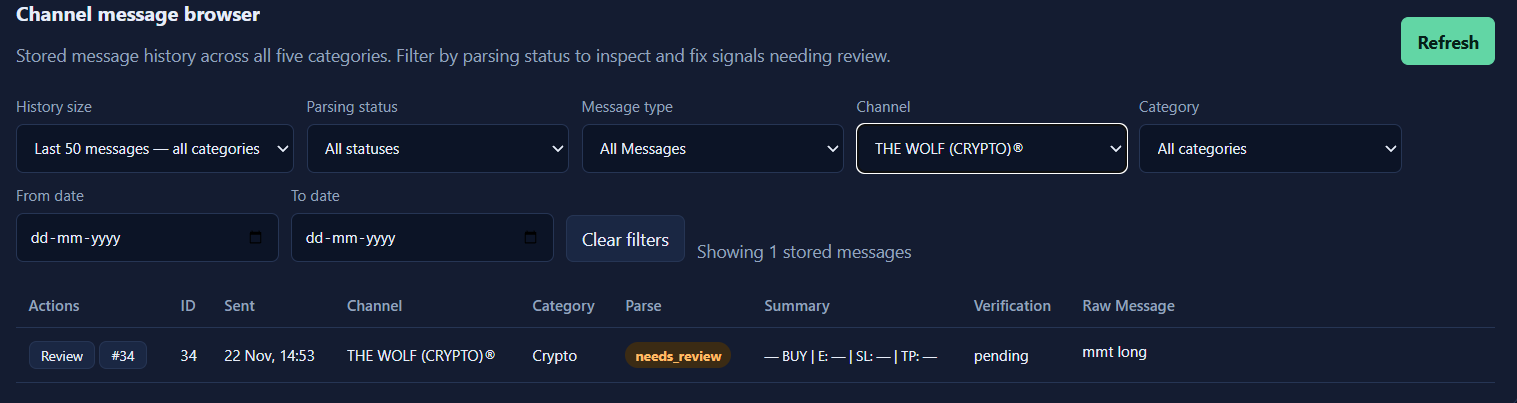 Channel message browser
Stored message history across all five categories. Filter by parsing status to inspect and fix signals needing review.
Refresh
History size
Parsing status
Message type
Channel
Category
Last 50 messages — all categories
All statuses
All Messages
THE WOLF (CRYPTO)®
All categories
From date
To date
dd-mm-yyyy
dd-mm-yyyy
Clear filters
Showing 1 stored messages
Actions ID Sent Channel Category Parse Summary Verification Raw Message
Review #34 34 22 Nov, 14:53 THE WOLF (CRYPTO)® Crypto needs_review — BUY | E: — | SL: — | TP: — pending mmt long